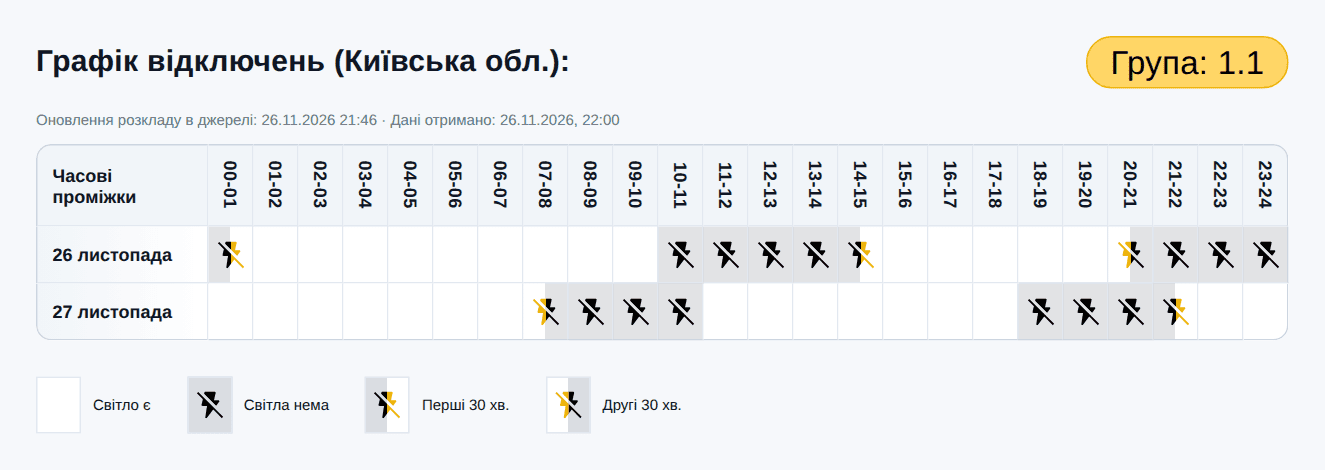 Графік відключень (Київська обл.):
Група: 1.1
Оновлення розкладу в джерелі: 26.11.2026 21:46 · Дані отримано: 26.11.2026, 22:00
Часові
проміжки
00-01
01-02
02-03
03-04
04-05
05-06
06-07
07-08
08-09
09-10
10-11
11-12
12-13
13-14
14-15
15-16
16-17
17-18
18-19
19-20
20-21
21-22
22-23
23-24
26 листопада
27 листопада
Світло є
Світла нема
Перші 30 хв.
Другі 30 хв.